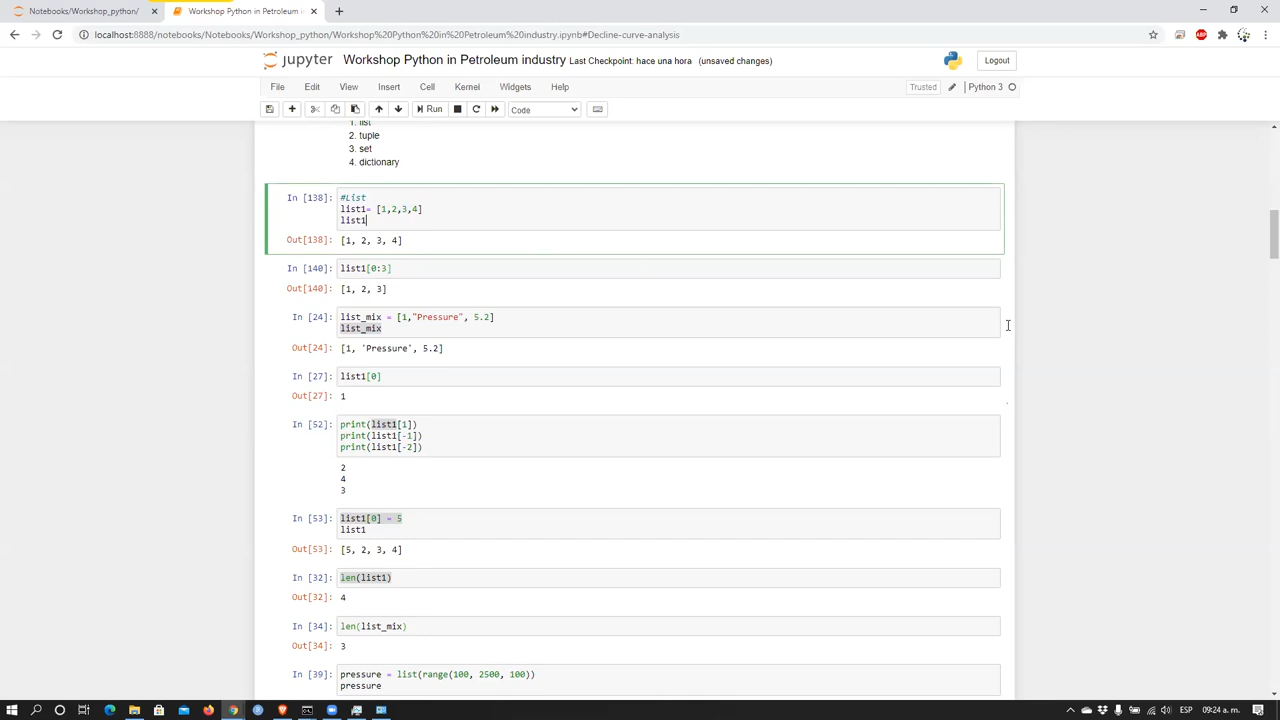 Notebooks/Workshop_python/
Workshop Python in Petroleum in
localhost:8888/notebooks/Notebooks/Workshop_python/Workshop%20Python%20in%20Petroleum%20industry.ipynb#Decline-curve-analysis
ABP
jupyter Workshop Python in Petroleum industry Last Checkpoint: hace una hora (unsaved changes)
Logout
File Edit View Insert Cell Kernel Widgets Help
Trusted Python 3
Run Code
1. list
2. tuple
3. set
4. dictionary
In [138]: #List
list1= [1,2,3,4]
list1
Out[138]: [1, 2, 3, 4]
In [140]: list1[0:3]
Out[140]: [1, 2, 3]
In [24]: list_mix = [1,"Pressure", 5.2]
list_mix
Out[24]: [1, 'Pressure', 5.2]
In [27]: list1[0]
Out[27]: 1
In [52]: print(list1[1])
print(list1[-1])
print(list1[-2])
2
4
3
In [53]: list1[0] = 5
list1
Out[53]: [5, 2, 3, 4]
In [32]: len(list1)
Out[32]: 4
In [34]: len(list_mix)
Out[34]: 3
In [39]: pressure = list(range(100, 2500, 100))
pressure
ESP 09:24 a. m.